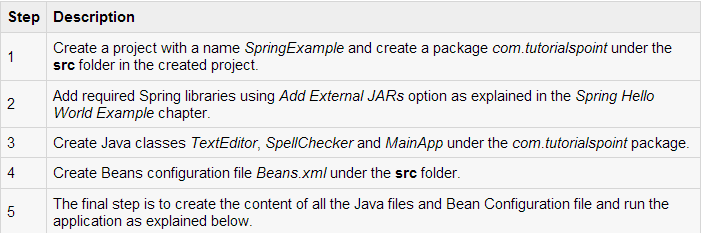 Step Description
1
Create a project with a name SpringExample and create a package com.tutorialspoint under the
src folder in the created project.
2
Add required Spring libraries using Add External JARs option as explained in the Spring Hello
World Example chapter.
3 Create Java classes TextEditor, SpellChecker and MainApp under the com.tutorialspoint package.
4 Create Beans configuration file Beans.xml under the src folder.
5
The final step is to create the content of all the Java files and Bean Configuration file and run the
application as explained below.